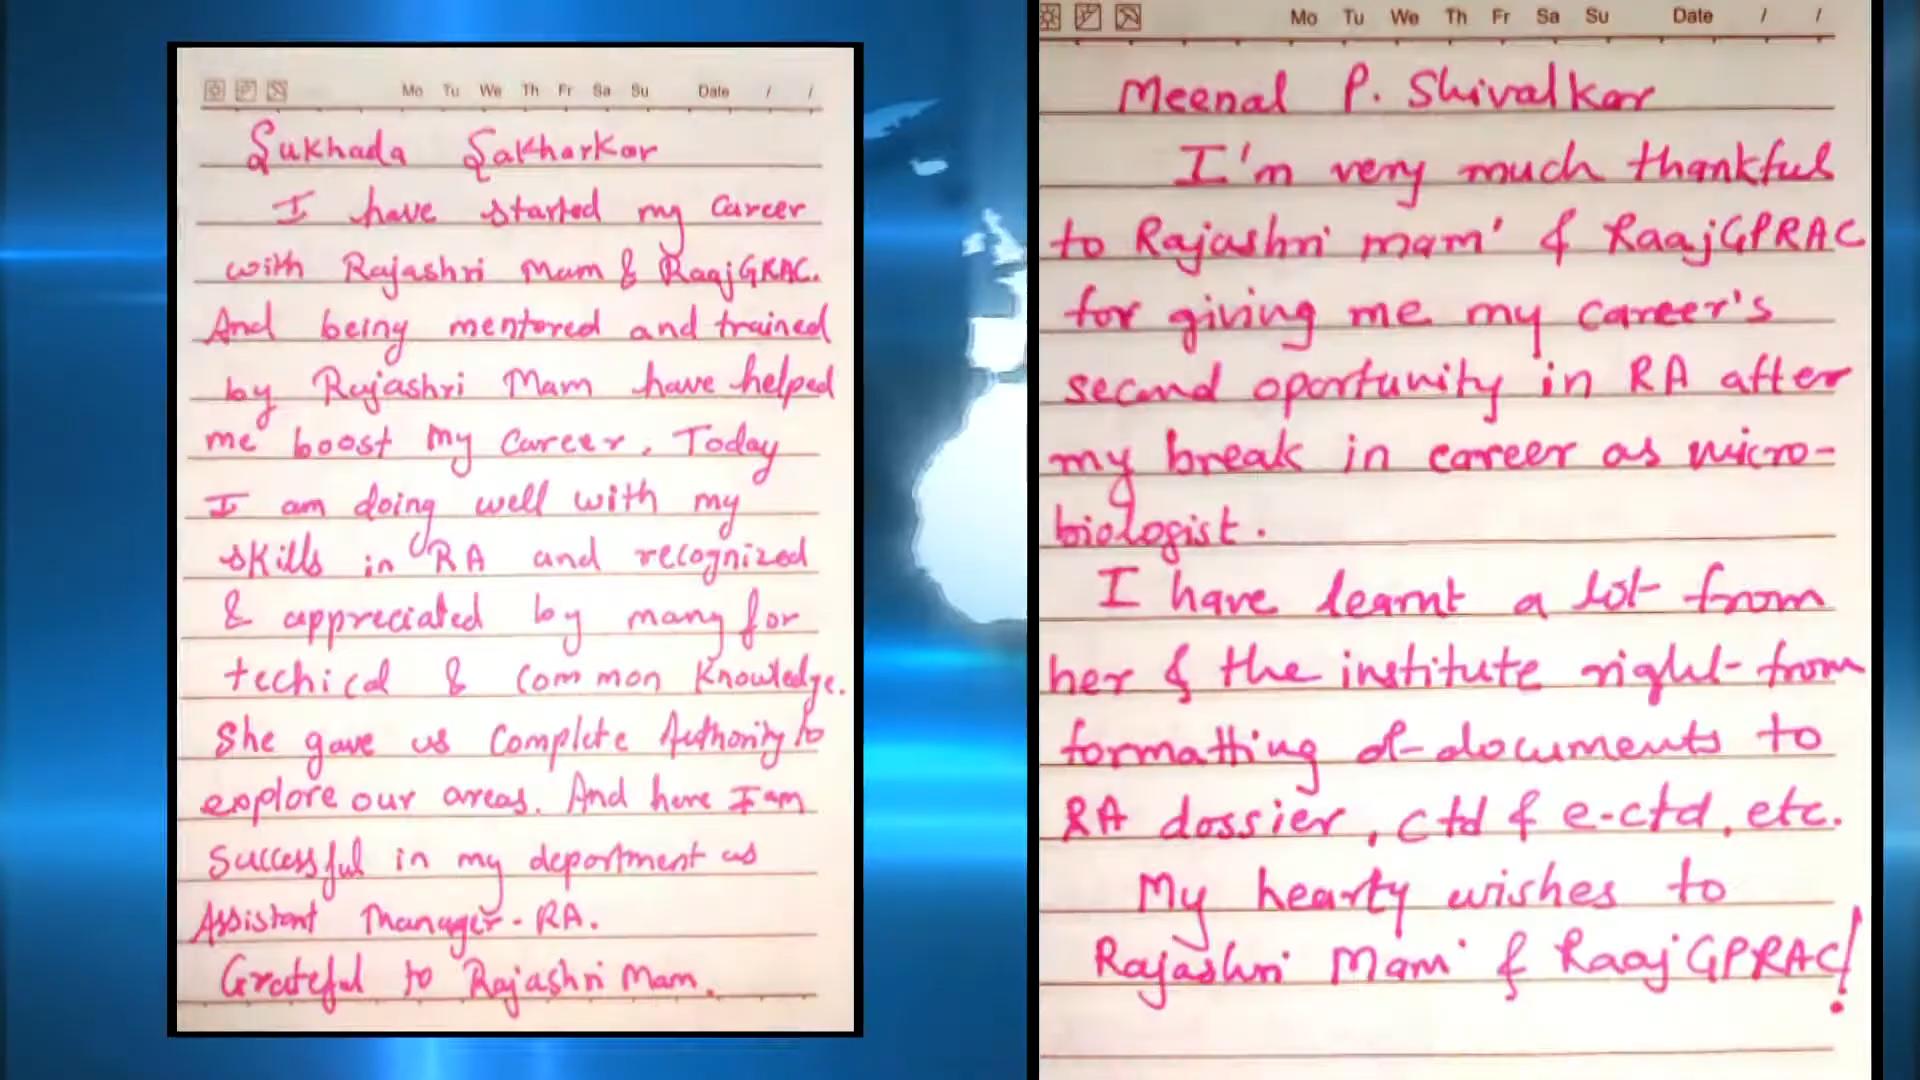 Mo Tu We Th Fr Sa Su Date / /
Sukhada Sakharkar
I have started my Career
with Rajashri Mam & RaajGRAC.
And being mentored and trained
by Rajashri Mam have helped
me boost my Career. Today
I am doing well with my
skills in RA and recognized
& appreciated by many for
techical & common Knowledge.
She gave us Complete Authority to
explore our areas. And here I am
Successful in my department as
Assistant Manager - RA.
Grateful to Rajashri Mam.
Mo Tu We Th Fr Sa Su Date / /
Meenal P. Shivalkar
I'm very much thankful
to Rajashri mam' & RaajGPRAC
for giving me my career's
second oportunity in RA after
my break in career as micro-
biologist.
I have learnt a lot from
her & the institute right from
formatting of documents to
RA dossier, ctd & e-ctd, etc.
My hearty wishes to
Rajashri Mam' & RaajGPRAC!